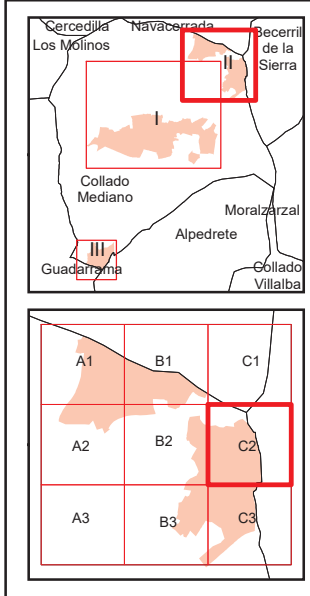 Cercedilla
Navacerrada
Becerril
de la
Sierra
Los Molinos
II
I
Collado
Mediano
Moralzarzal
Alpedrete
III
Guadarrama
Collado
Villalba
A1
B1
C1
A2
B2
C2
A3
B3
C3